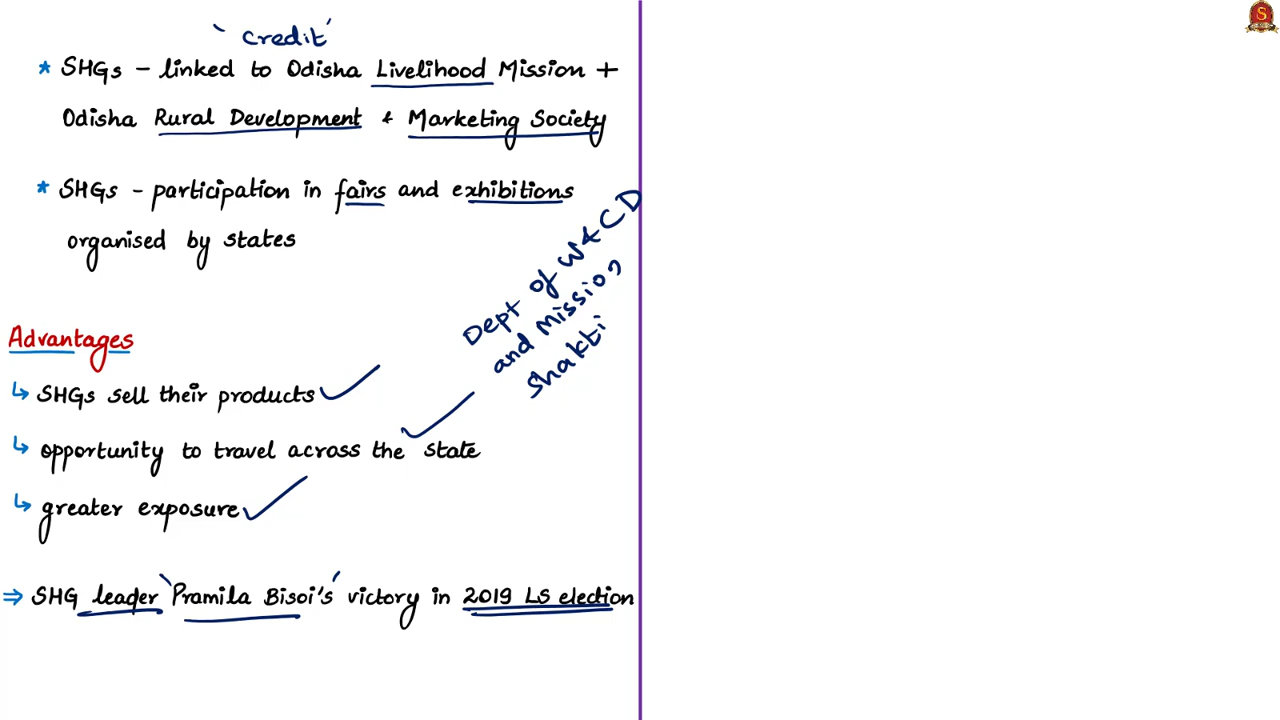 ` credit '
* SHGs - linked to Odisha Livelihood Mission +
Odisha Rural Development & Marketing Society
* SHGs - participation in fairs and exhibitions
organised by states
Dept of W & CD
and Mission
Shakti
Advantages
↳ SHGs sell their products ✓
↳ opportunity to travel across the state ✓
↳ greater exposure ✓
⇒ SHG leader `Pramila Bisoi's' victory in 2019 LS election
S